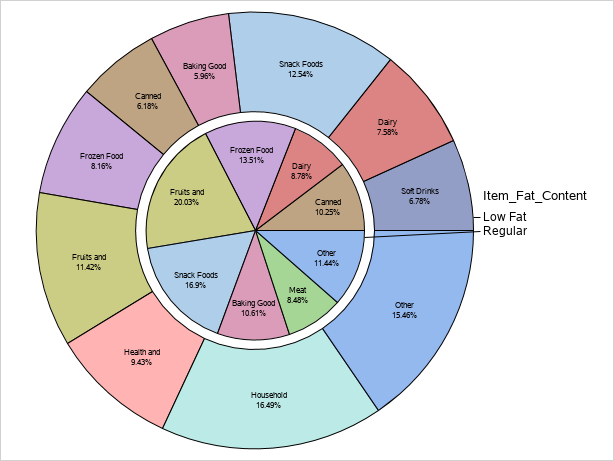 Snack Foods
12.54%
Baking Good
5.96%
Canned
6.18%
Dairy
7.58%
Frozen Food
8.16%
Frozen Food
13.51%
Dairy
8.78%
Fruits and
20.03%
Canned
10.25%
Soft Drinks
6.78%
Item_Fat_Content
Low Fat
Regular
Fruits and
11.42%
Snack Foods
16.9%
Other
11.44%
Meat
8.48%
Baking Good
10.61%
Other
15.46%
Health and
9.43%
Household
16.49%